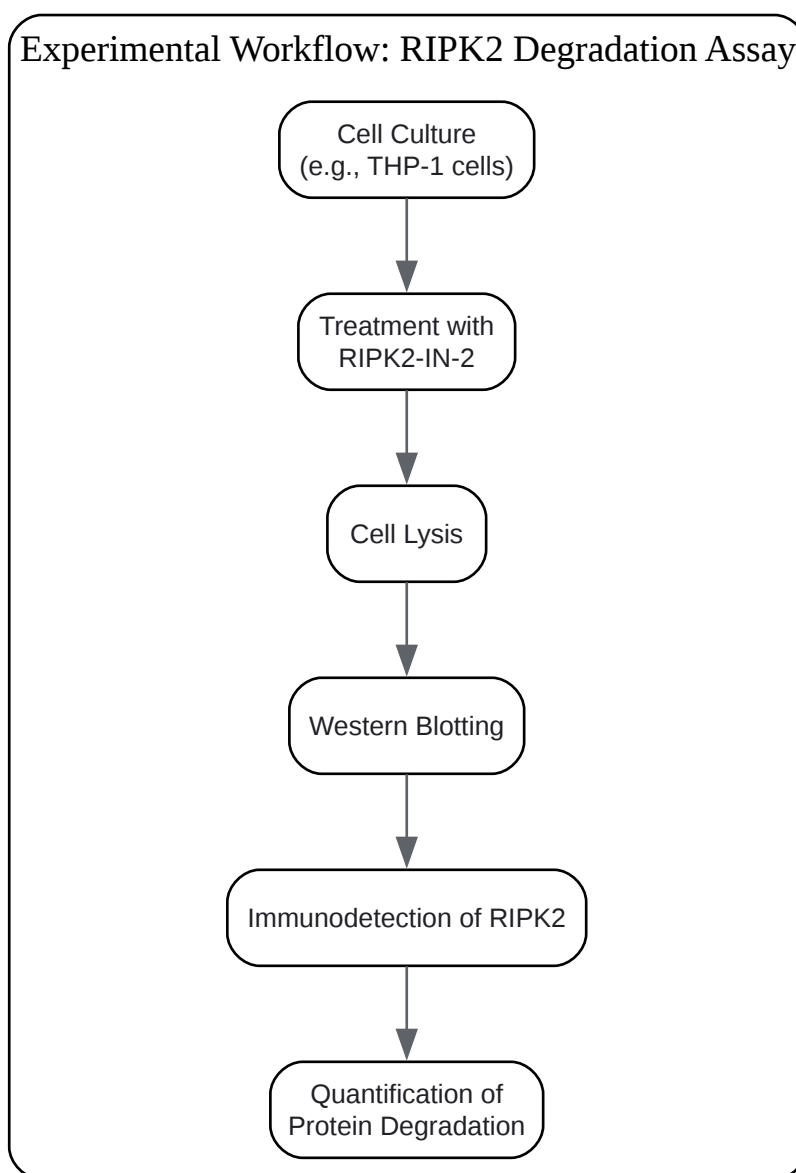 Experimental Workflow: RIPK2 Degradation Assay
Cell Culture
(e.g., THP-1 cells)
Treatment with
RIPK2-IN-2
Cell Lysis
Western Blotting
Immunodetection of RIPK2
Quantification of
Protein Degradation